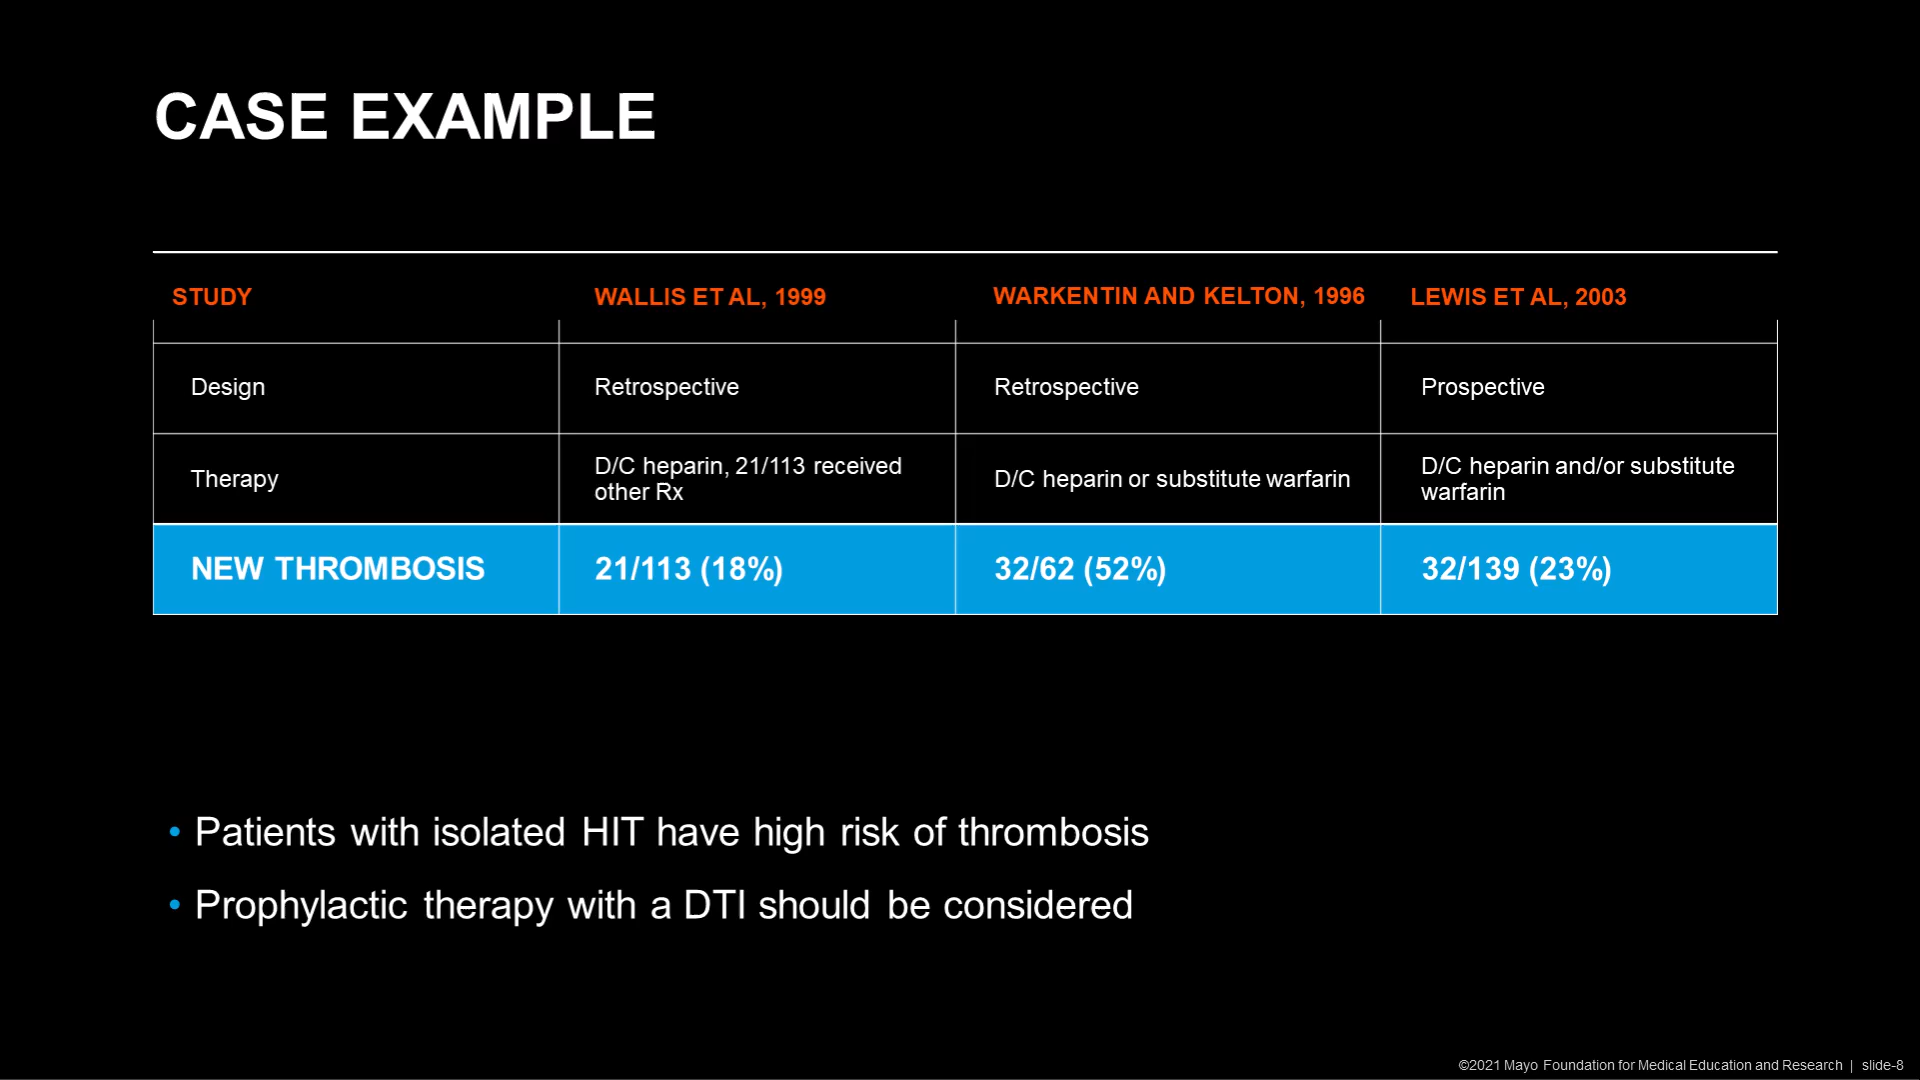 CASE EXAMPLE
STUDY WALLIS ET AL, 1999 WARKENTIN AND KELTON, 1996 LEWIS ET AL, 2003
Design Retrospective Retrospective Prospective
Therapy D/C heparin, 21/113 received other Rx D/C heparin or substitute warfarin D/C heparin and/or substitute warfarin
NEW THROMBOSIS 21/113 (18%) 32/62 (52%) 32/139 (23%)
• Patients with isolated HIT have high risk of thrombosis
• Prophylactic therapy with a DTI should be considered
©2021 Mayo Foundation for Medical Education and Research | slide-8